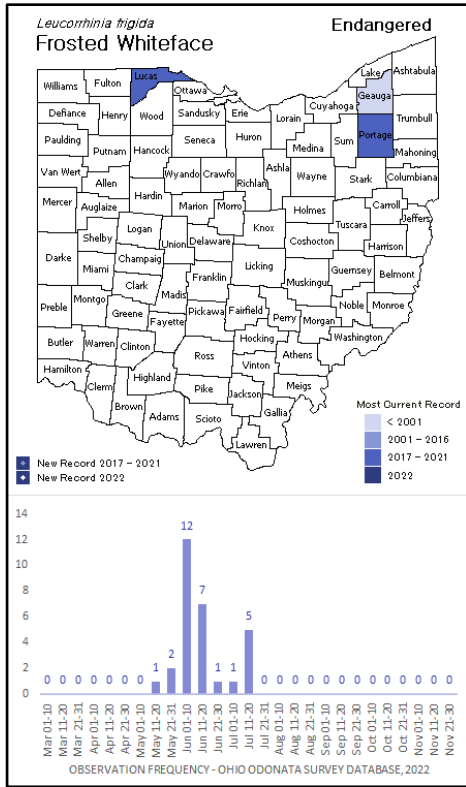 Leucorrhinia frigida
Frosted Whiteface
Endangered
Williams Fulton Lucas Ottawa Lake Ashtabula
Geauga
Defiance Henry Wood Sandusky Erie Lorain Cuyahoga Trumbull
Paulding Putnam Hancock Seneca Huron Medina Sum Portage Mahoning
Van Wert Allen Wyando Crawfo Richlan Ashla Wayne Stark Columbiana
Mercer Auglaize Hardin Marion Morro Holmes Carroll Jeffers
Shelby Logan Union Delaware Knox Coshocton Tuscara Harrison
Darke Miami Champaig Licking Guernsey Belmont
Clark Madis Franklin Muskingu
Preble Montgo Greene Fayette Pickawa Fairfield Perry Morgan Noble Monroe
Butler Warren Clinton Ross Hocking Athens Washington
Hamilton Clerm Highland Vinton
Brown Adams Pike Scioto Jackson Meigs Gallia
Lawren
Most Current Record
< 2001
2001 - 2016
2017 - 2021
2022
New Record 2017 - 2021
New Record 2022
14
12
10
8
6
4
2
0
0 0 0 0 0 0 0 1 2 12 7 1 1 5 0 0 0 0 0 0 0 0 0 0 0 0 0
Mar 01-10
Mar 11-20
Mar 21-31
Apr 01-10
Apr 11-20
Apr 21-30
May 01-10
May 11-20
May 21-31
Jun 01-10
Jun 11-20
Jun 21-30
Jul 01-10
Jul 11-20
Jul 21-31
Aug 01-10
Aug 11-20
Aug 21-31
Sep 01-10
Sep 11-20
Sep 21-30
Oct 01-10
Oct 11-20
Oct 21-31
Nov 01-10
Nov 11-20
Nov 21-30
OBSERVATION FREQUENCY - OHIO ODONATA SURVEY DATABASE, 2022